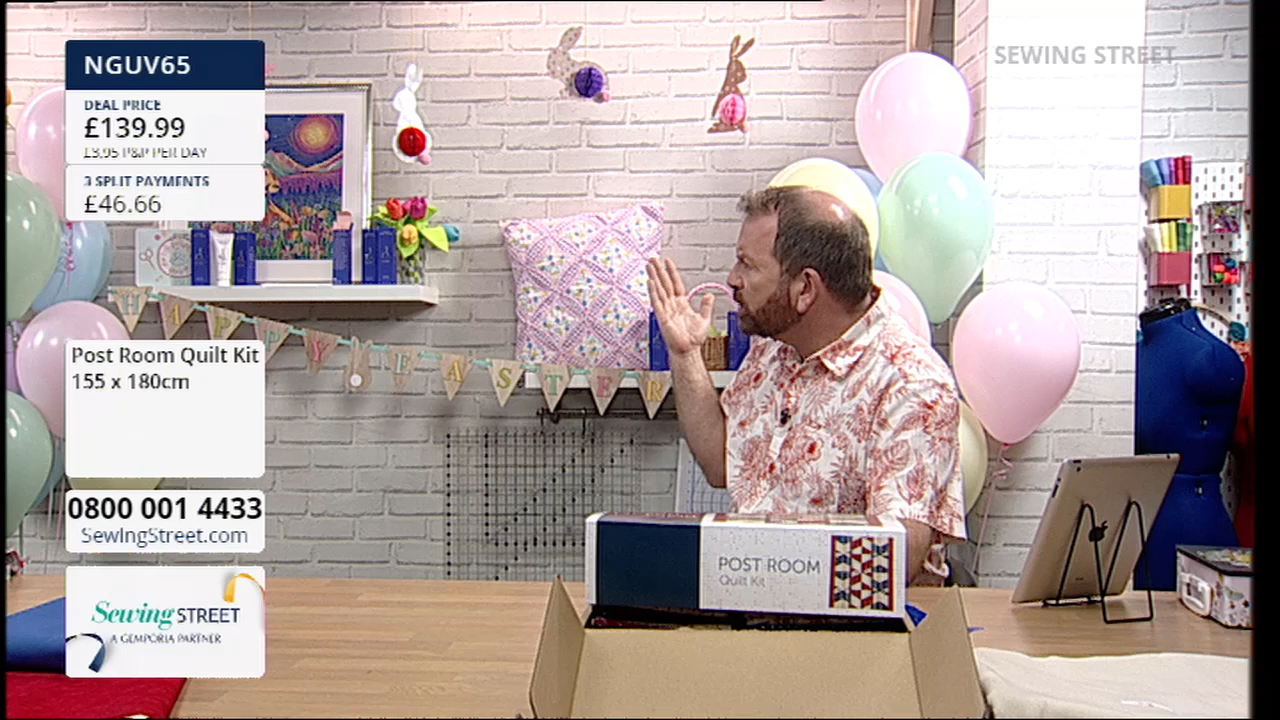 NGUV65
SEWING STREET
DEAL PRICE
£139.99
£3.95 P&P PER DAY
3 SPLIT PAYMENTS
£46.66
HAPPY EASTER
Post Room Quilt Kit
155 x 180cm
0800 001 4433
SewingStreet.com
POST ROOM
Quilt Kit
Sewing STREET
A GEMPORIA PARTNER